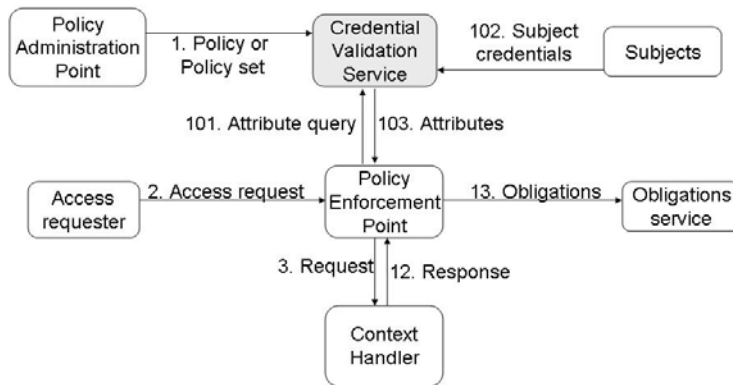 Policy
Administration
Point
1. Policy or
Policy set
Credential
Validation
Service
102. Subject
credentials
Subjects
101. Attribute query
103. Attributes
Access
requester
2. Access request
Policy
Enforcement
Point
13. Obligations
Obligations
service
3. Request
12. Response
Context
Handler